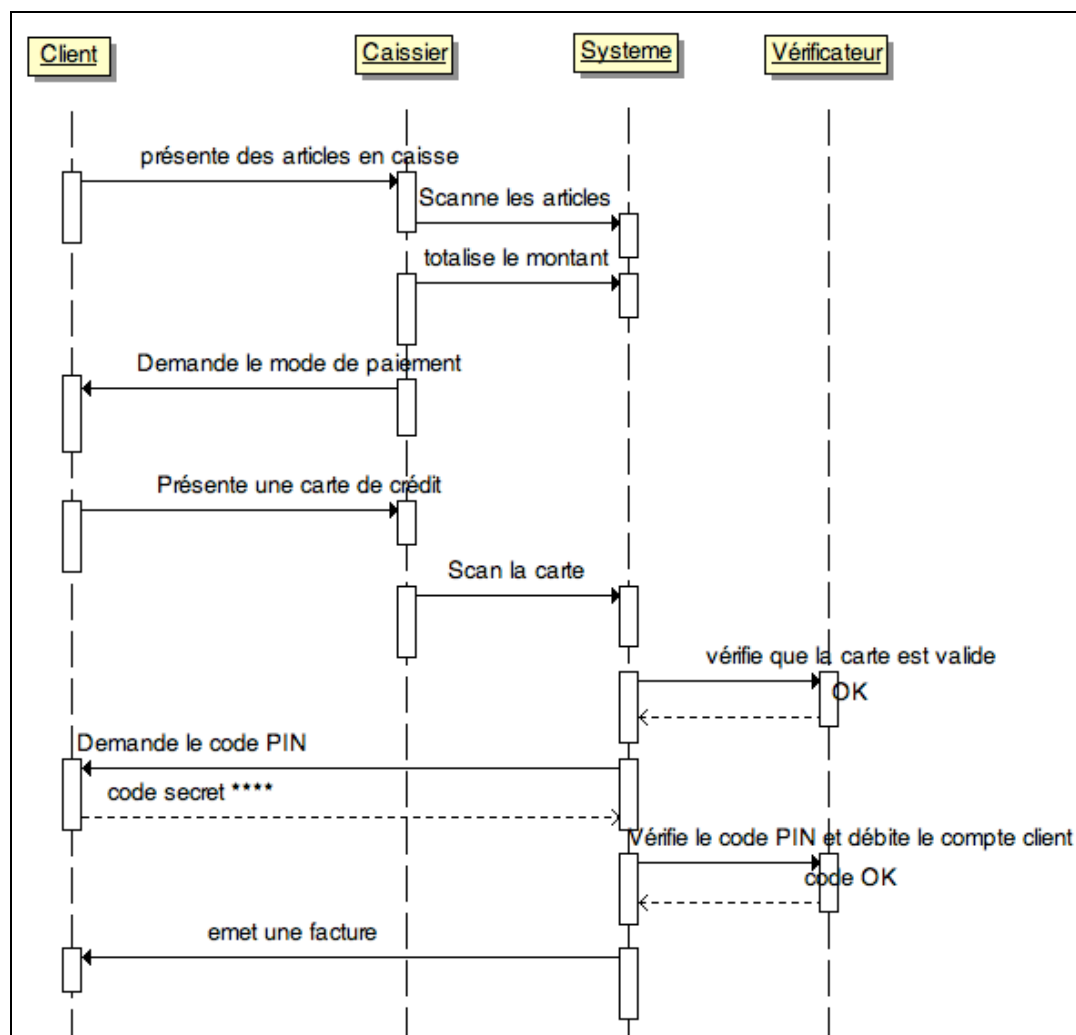 Client
Caissier
Systeme
Vérificateur
présente des articles en caisse
Scanne les articles
totalise le montant
Demande le mode de paiement
Présente une carte de crédit
Scan la carte
vérifie que la carte est valide
OK
Demande le code PIN
code secret ****
Vérifie le code PIN et débite le compte client
code OK
emet une facture